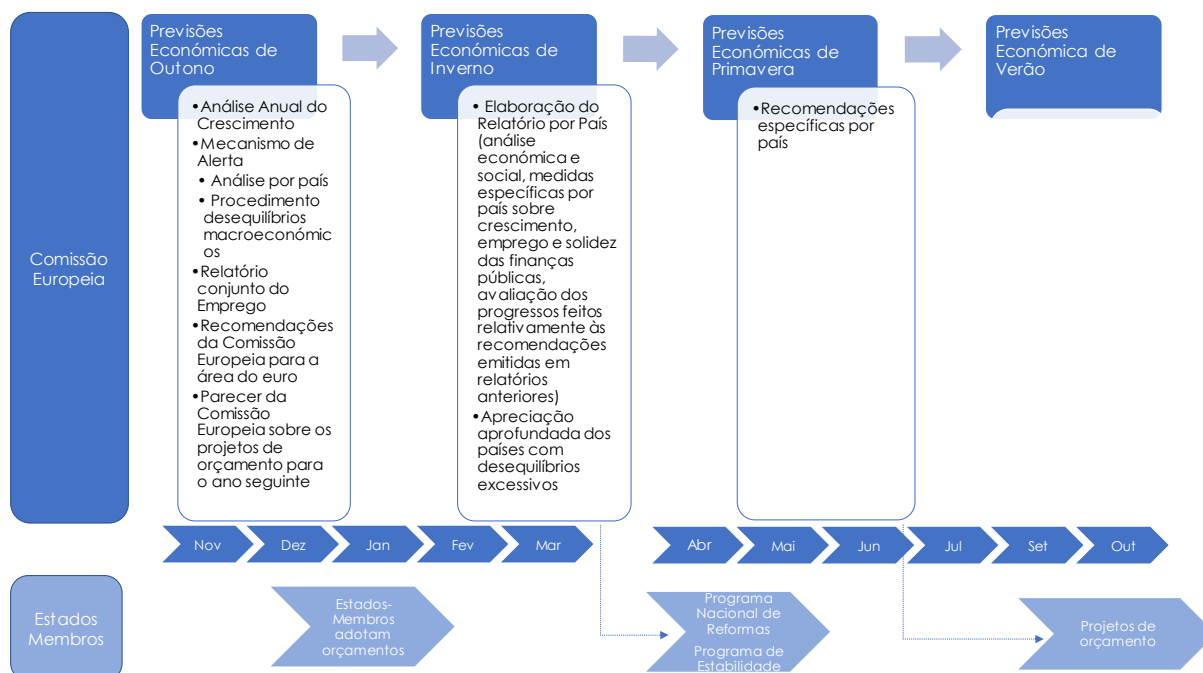 Comissão
Europeia
Previsões
Económicas de
Outono
•Análise Anual do
Crescimento
•Mecanismo de
Alerta
• Análise por país
• Procedimento
desequilíbrios
macroeconómic
os
•Relatório
conjunto do
Emprego
•Recomendações
da Comissão
Europeia para a
área do euro
•Parecer da
Comissão
Europeia sobre os
projetos de
orçamento para
o ano seguinte
Previsões
Económicas de
Inverno
• Elaboração do
Relatório por País
(análise
económica e
social, medidas
específicas por
país sobre
crescimento,
emprego e solidez
das finanças
públicas,
avaliação dos
progressos feitos
relativamente às
recomendações
emitidas em
relatórios
anteriores)
•Apreciação
aprofundada dos
países com
desequilíbrios
excessivos
Previsões
Económicas de
Primavera
•Recomendações
específicas por
país
Previsões
Económica de
Verão
Nov
Dez
Jan
Fev
Mar
Abr
Mai
Jun
Jul
Set
Out
Estados
Membros
Estados-
Membros
adotam
orçamentos
Programa
Nacional de
Reformas
Programa de
Estabilidade
Projetos de
orçamento